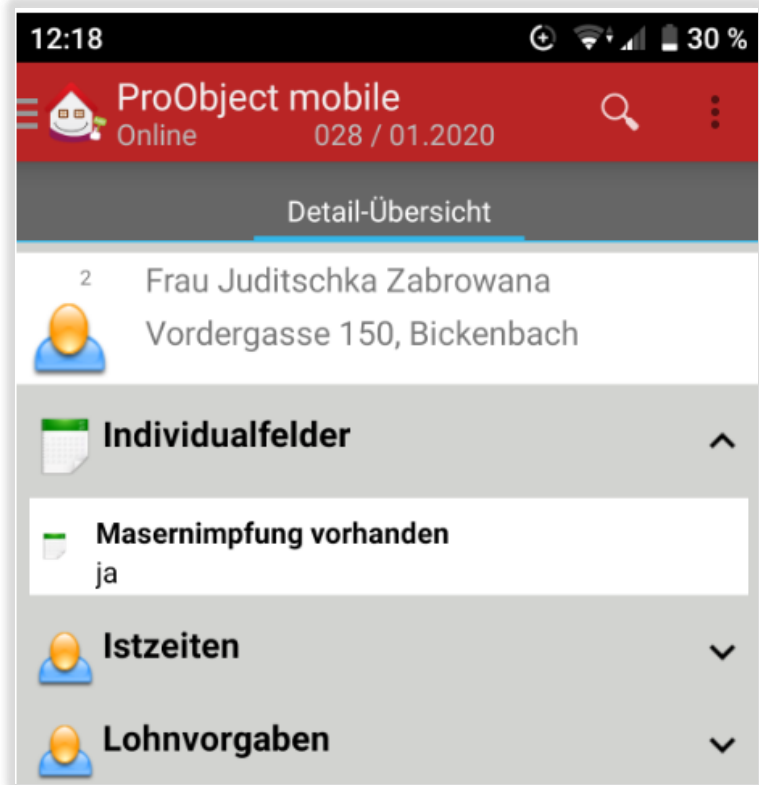 12:18 30 %
ProObject mobile
Online 028 / 01.2020
Detail-Übersicht
2 Frau Juditschka Zabrowana
Vordergasse 150, Bickenbach
Individualfelder
Masernimpfung vorhanden
ja
Istzeiten
Lohnvorgaben